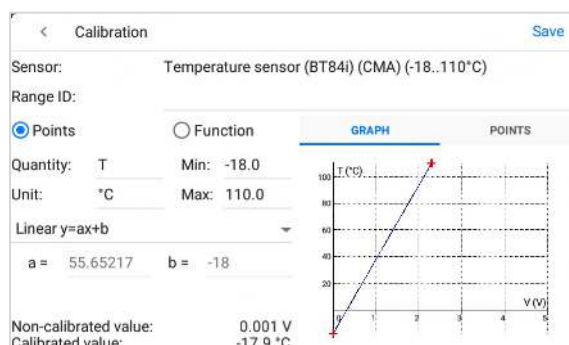 < Calibration Save
Sensor: Temperature sensor (BT84i) (CMA) (-18..110°C)
Range ID:
Points Function GRAPH POINTS
Quantity: T Min: -18.0
Unit: °C Max: 110.0
Linear y=ax+b
a = 55.65217 b = -18
Non-calibrated value: 0.001 V
Calibrated value: -17.9 °C
T (°C)
100
80
60
40
20
V (V)
0 1 2 3 4 5